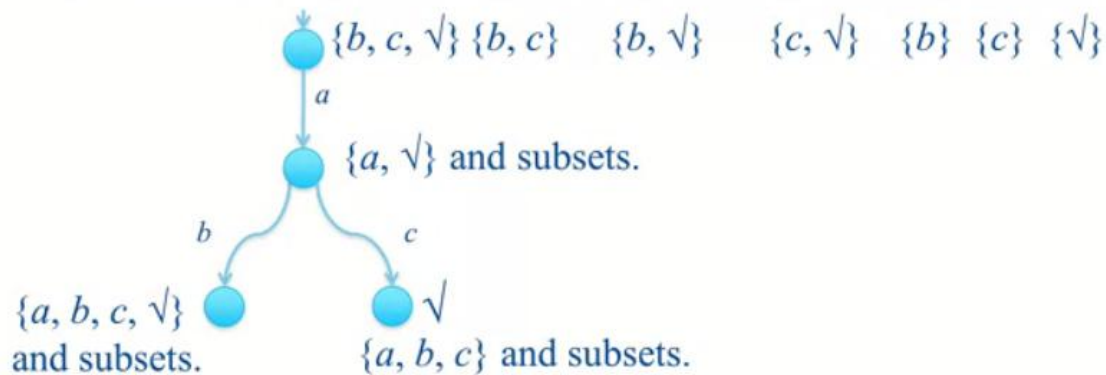 {b, c, √} {b, c} {b, √} {c, √} {b} {c} {√}
a
{a, √} and subsets.
b
c
{a, b, c, √}
and subsets.
√
{a, b, c} and subsets.